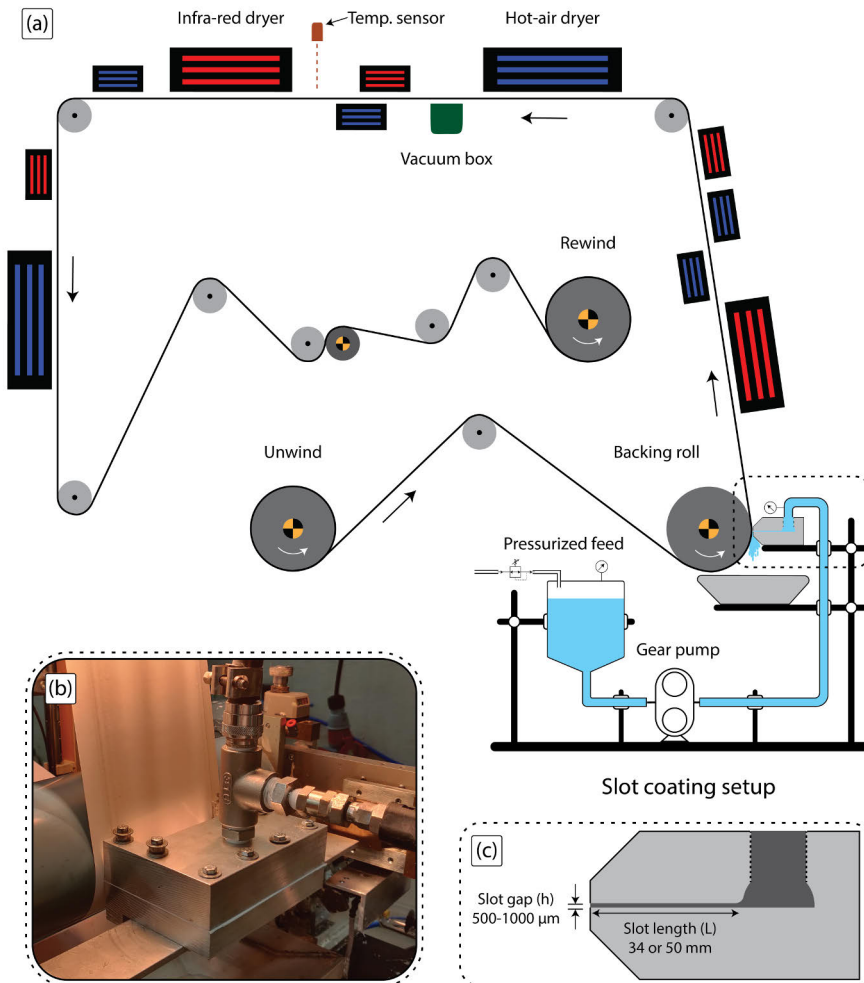 (a)
Infra-red dryer
Temp. sensor
Hot-air dryer
Vacuum box
Rewind
Unwind
Backing roll
Pressurized feed
Gear pump
Slot coating setup
(b)
(c)
Slot gap (h)
500-1000 µm
Slot length (L)
34 or 50 mm